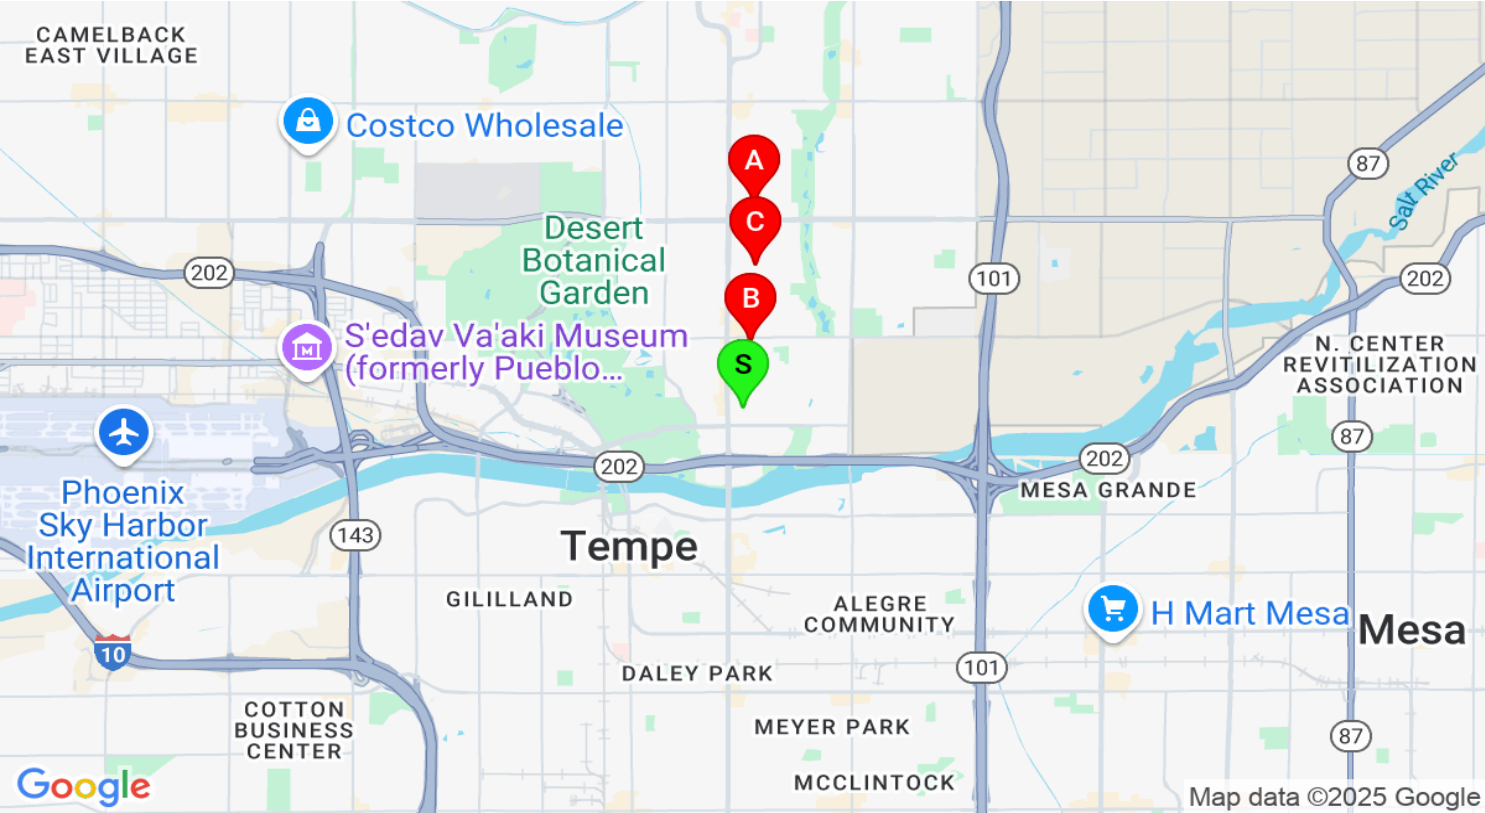 CAMELBACK
EAST VILLAGE
Costco Wholesale
A
C
B
S
Desert
Botanical
Garden
87
Salt River
202
101
202
S'edav Va'aki Museum
(formerly Pueblo...
N. CENTER
REVITILIZATION
ASSOCIATION
87
202
202
MESA GRANDE
Phoenix
Sky Harbor
International
Airport
143
Tempe
GILILLAND
ALEGRE
COMMUNITY
H Mart Mesa
Mesa
10
101
DALEY PARK
COTTON
BUSINESS
CENTER
MEYER PARK
87
MCCLINTOCK
Google
Map data ©2025 Google